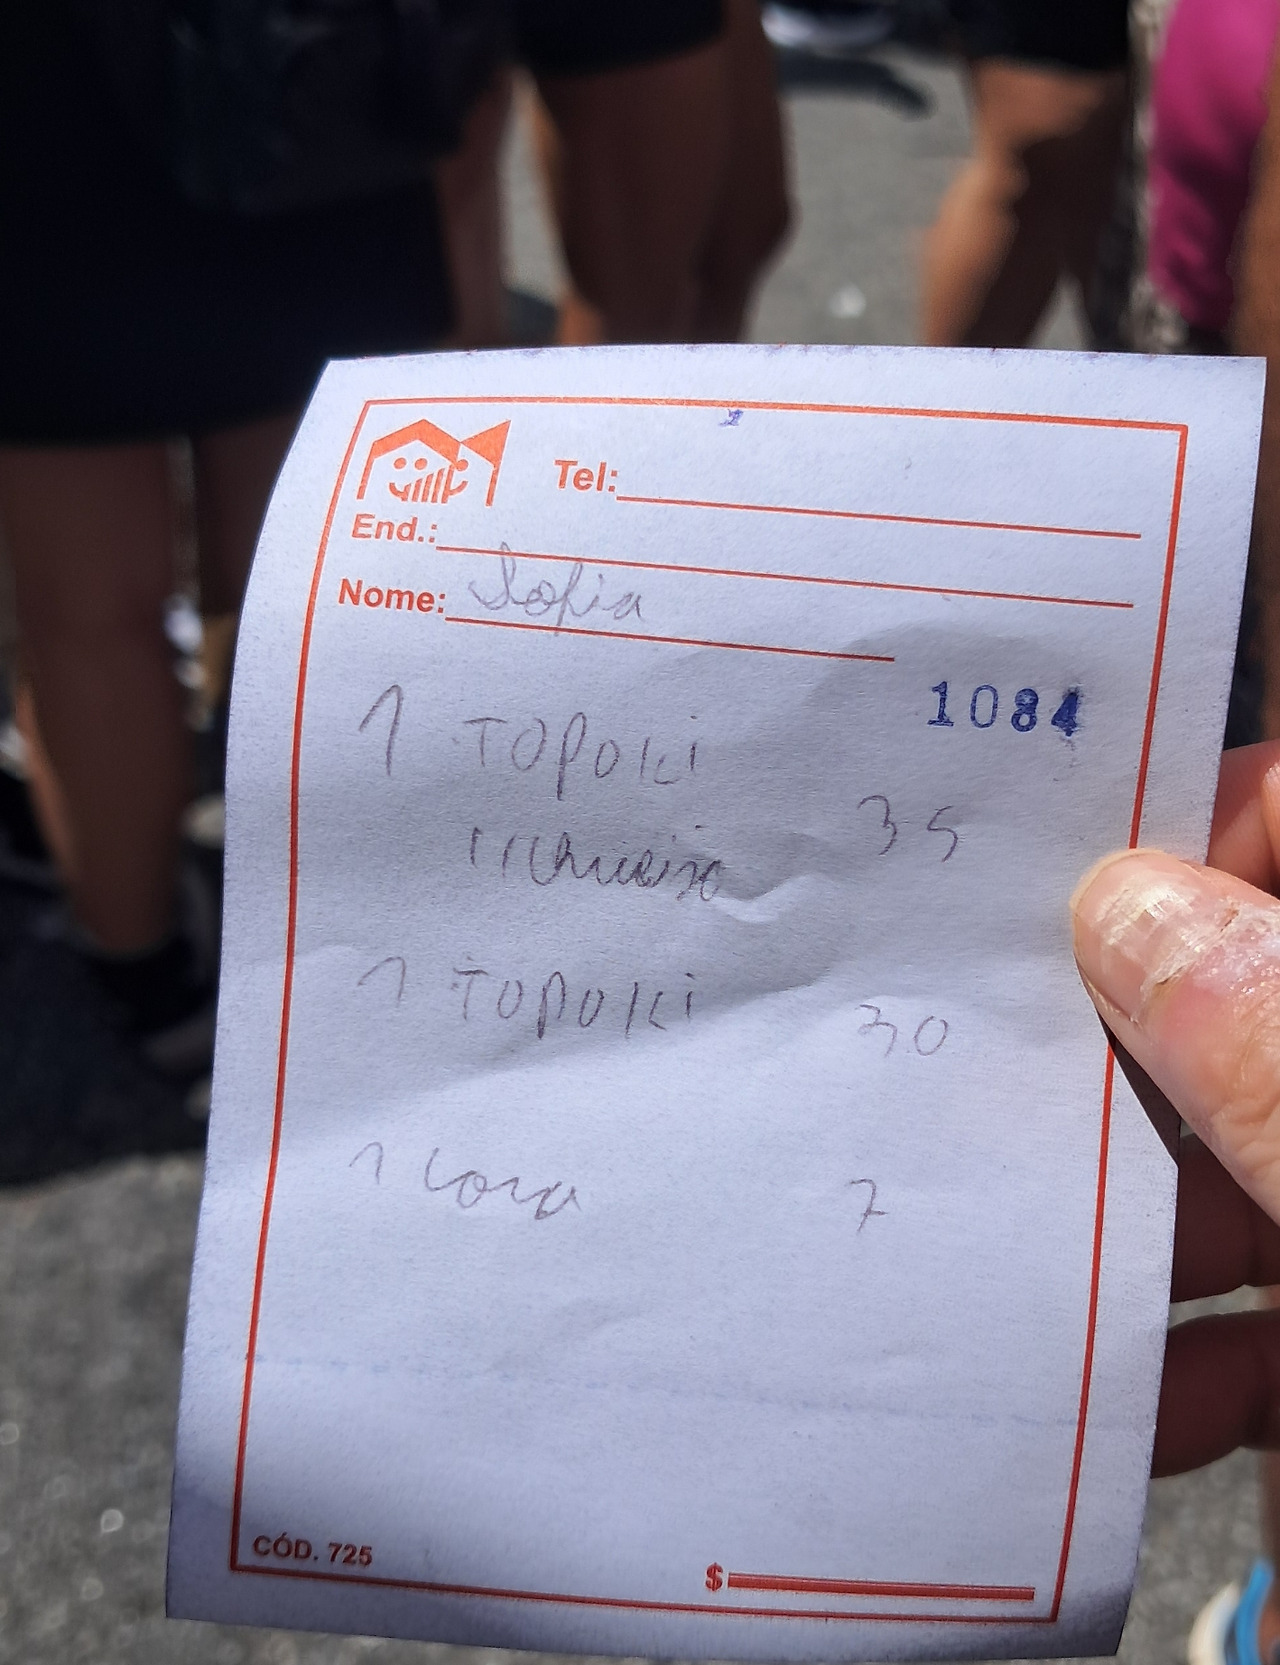 Tel:
End.:
Nome: Sofia
1084
1 TOPOKI
35
1 TOPOKI 30
1 Coca 7
CÓD. 725 $